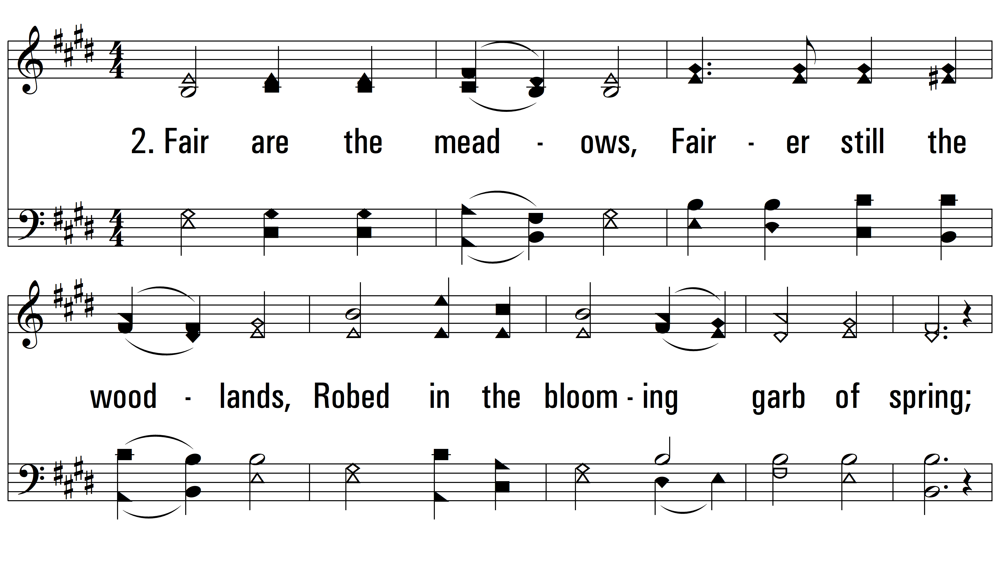 2. Fair are the mead - ows, Fair - er still the
wood - lands, Robed in the bloom - ing garb of spring;